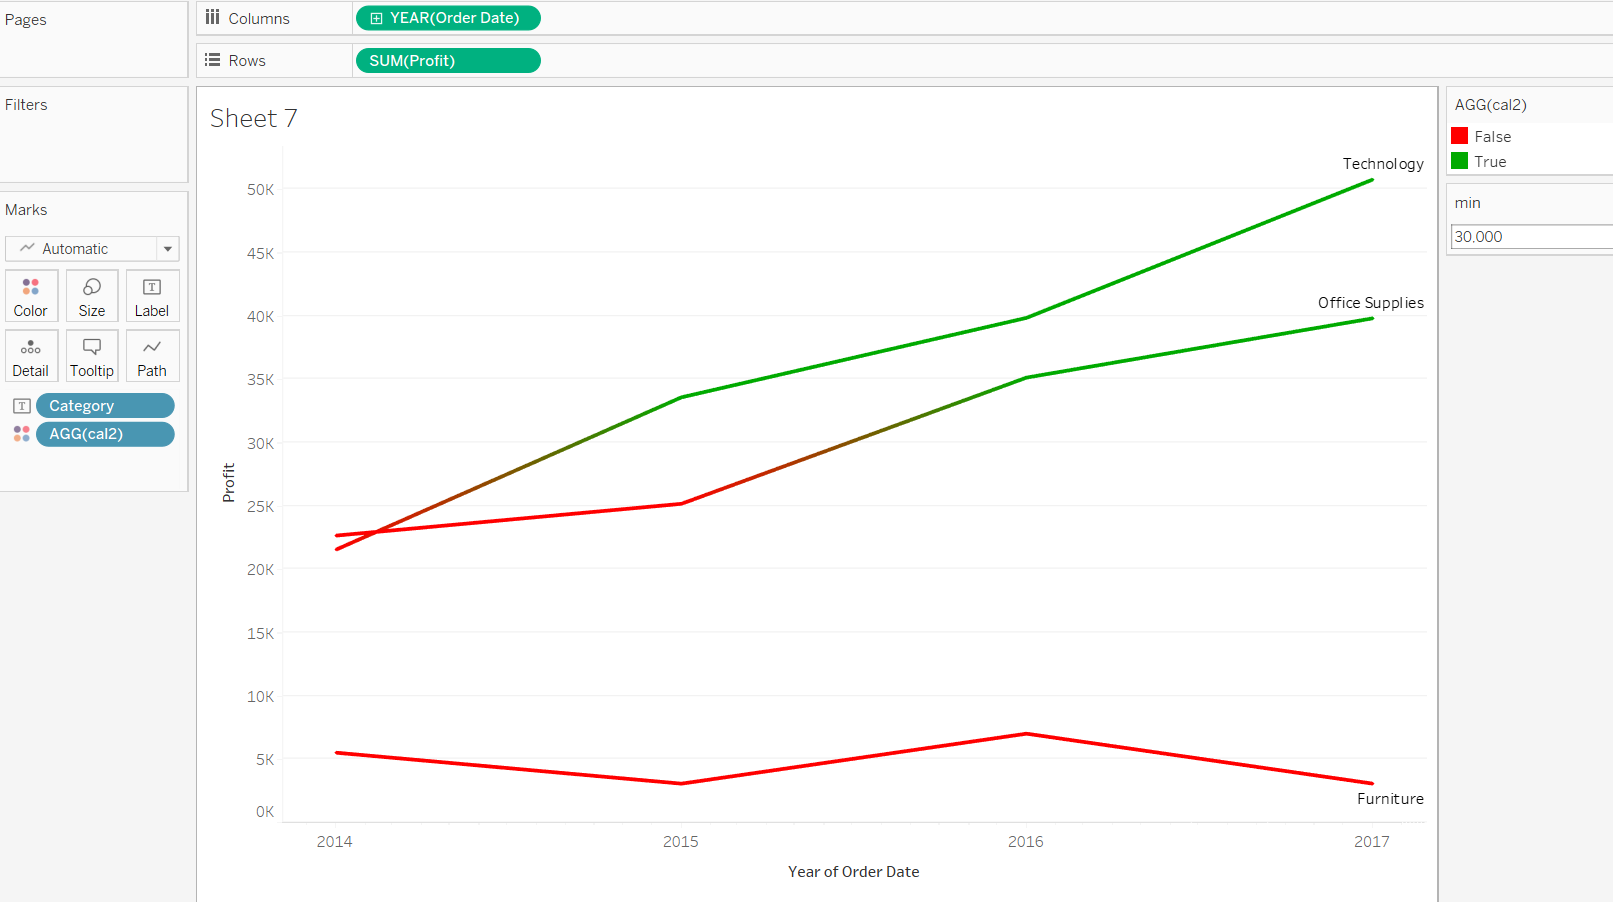 Pages
Columns
YEAR(Order Date)
Rows
SUM(Profit)
Filters
Marks
Automatic
Color
Size
T
Label
Detail
Tooltip
Path
T
Category
AGG(cal2)
Sheet 7
50K
45K
40K
35K
30K
25K
20K
15K
10K
5K
0K
Profit
Technology
Office Supplies
Furniture
2014
2015
2016
2017
Year of Order Date
AGG(cal2)
False
True
min
30,000